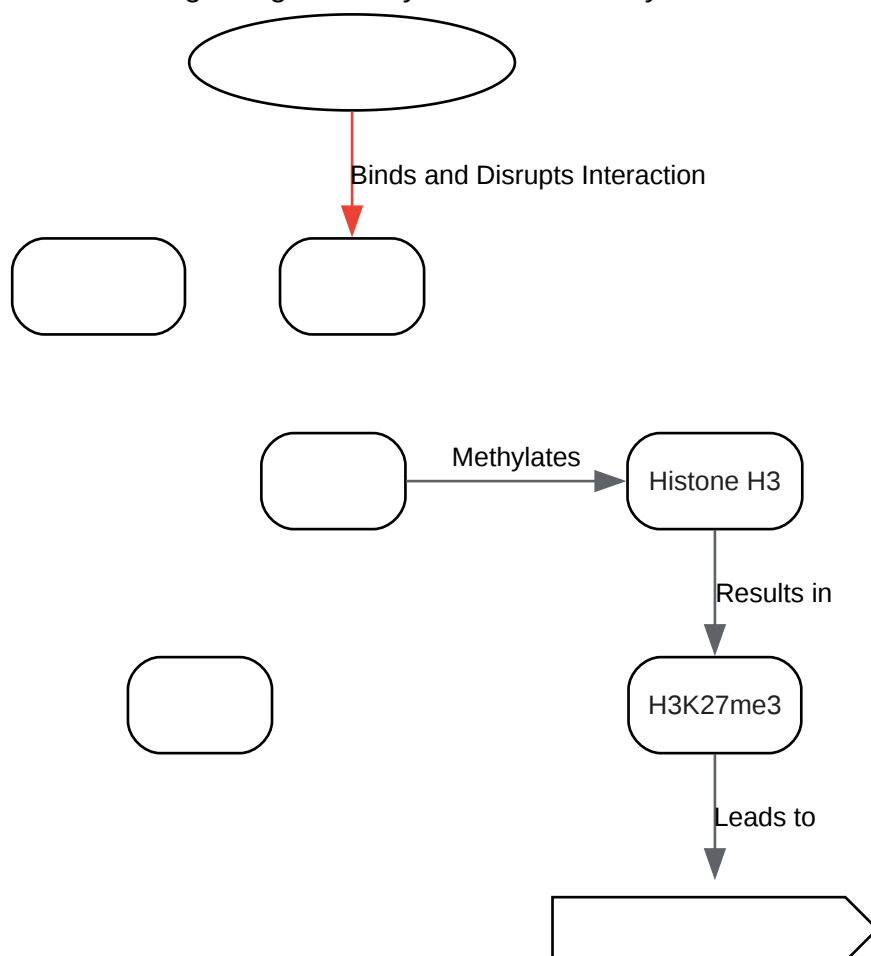 Binds and Disrupts Interaction
Methylates
Histone H3
Results in
H3K27me3
Leads to